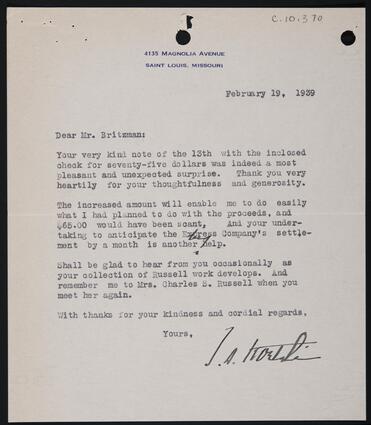 C.10.370
4135 MAGNOLIA AVENUE
SAINT LOUIS, MISSOURI
February 19, 1939
Dear Mr. Britzman:
Your very kind note of the 13th with the inclosed
check for seventy-five dollars was indeed a most
pleasant and unexpected surprise. Thank you very
heartily for your thoughtfulness and generosity.
The increased amount will enable me to do easily
what I had planned to do with the proceeds, and
$65.00 would have been scant. And your under-
taking to anticipate the Express Company's settle-
ment by a month is another help.
Shall be glad to hear from you occasionally as
your collection of Russell work develops. And
remember me to Mrs. Charles S. Russell when you
meet her again.
With thanks for your kindness and cordial regards,
Yours,